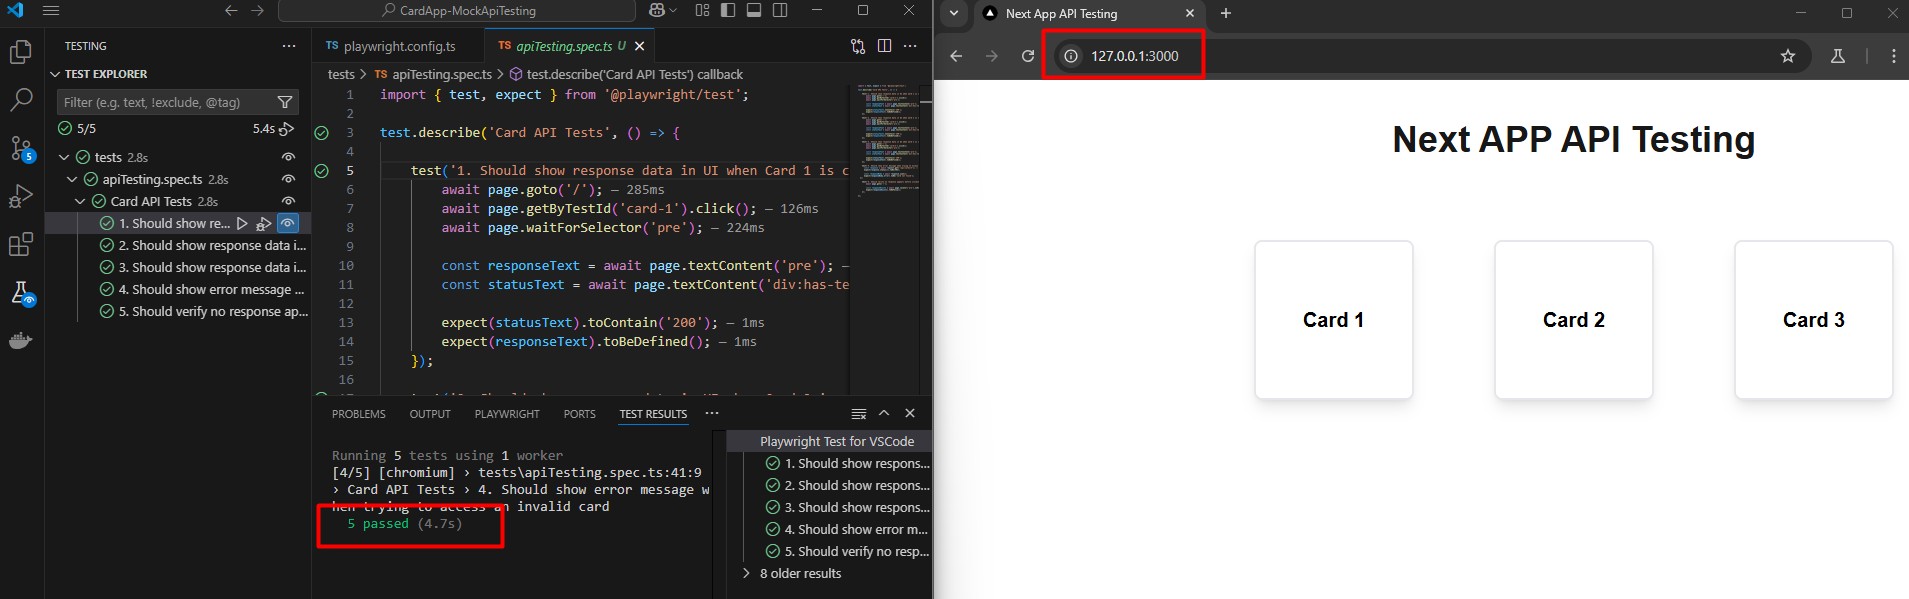 CardApp-MockApiTesting
TESTING
TEST EXPLORER
Filter (e.g. text, !exclude, @tag)
5/5
5.4s
tests 2.8s
apiTesting.spec.ts 2.8s
Card API Tests 2.8s
1. Should show re...
2. Should show response data i...
3. Should show response data i...
4. Should show error message ...
5. Should verify no response ap...
5
TS playwright.config.ts
TS apiTesting.spec.ts U
tests > TS apiTesting.spec.ts > test.describe('Card API Tests') callback
1 import { test, expect } from '@playwright/test';
2
3 test.describe('Card API Tests', () => {
4
5 test('1. Should show response data in UI when Card 1 is c
6 await page.goto('/'); — 285ms
7 await page.getByTestId('card-1').click(); — 126ms
8 await page.waitForSelector('pre'); — 224ms
9
10 const responseText = await page.textContent('pre'); —
11 const statusText = await page.textContent('div:has-te
12
13 expect(statusText).toContain('200'); — 1ms
14 expect(responseText).toBeDefined(); — 1ms
15 });
16
PROBLEMS OUTPUT PLAYWRIGHT PORTS TEST RESULTS
Running 5 tests using 1 worker
[4/5] [chromium] › tests\apiTesting.spec.ts:41:9
› Card API Tests › 4. Should show error message w
hen trying to access an invalid card
5 passed (4.7s)
Playwright Test for VSCode
1. Should show respons...
2. Should show respons...
3. Should show respons...
4. Should show error m...
5. Should verify no resp...
8 older results
Next App API Testing
127.0.0.1:3000
Next APP API Testing
Card 1
Card 2
Card 3